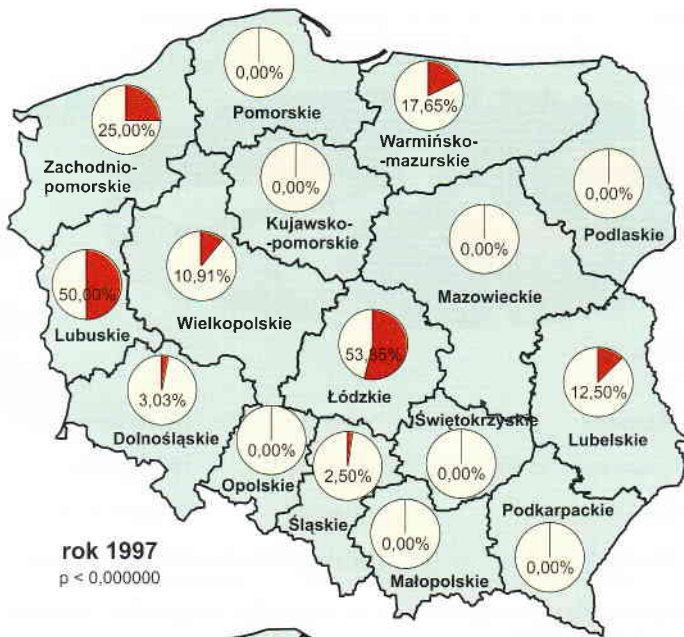 0,00%
Pomorskie
17,65%
Warmińsko-
-mazurskie
25,00%
Zachodnio-
pomorskie
0,00%
Kujawsko-
-pomorskie
0,00%
Podlaskie
0,00%
Mazowieckie
10,91%
Wielkopolskie
50,00%
Lubuskie
53,85%
Łódzkie
12,50%
Lubelskie
3,03%
Dolnośląskie
0,00%
Opolskie
2,50%
Śląskie
Świętokrzyskie
0,00%
Podkarpackie
0,00%
0,00%
Małopolskie
rok 1997
p < 0,000000